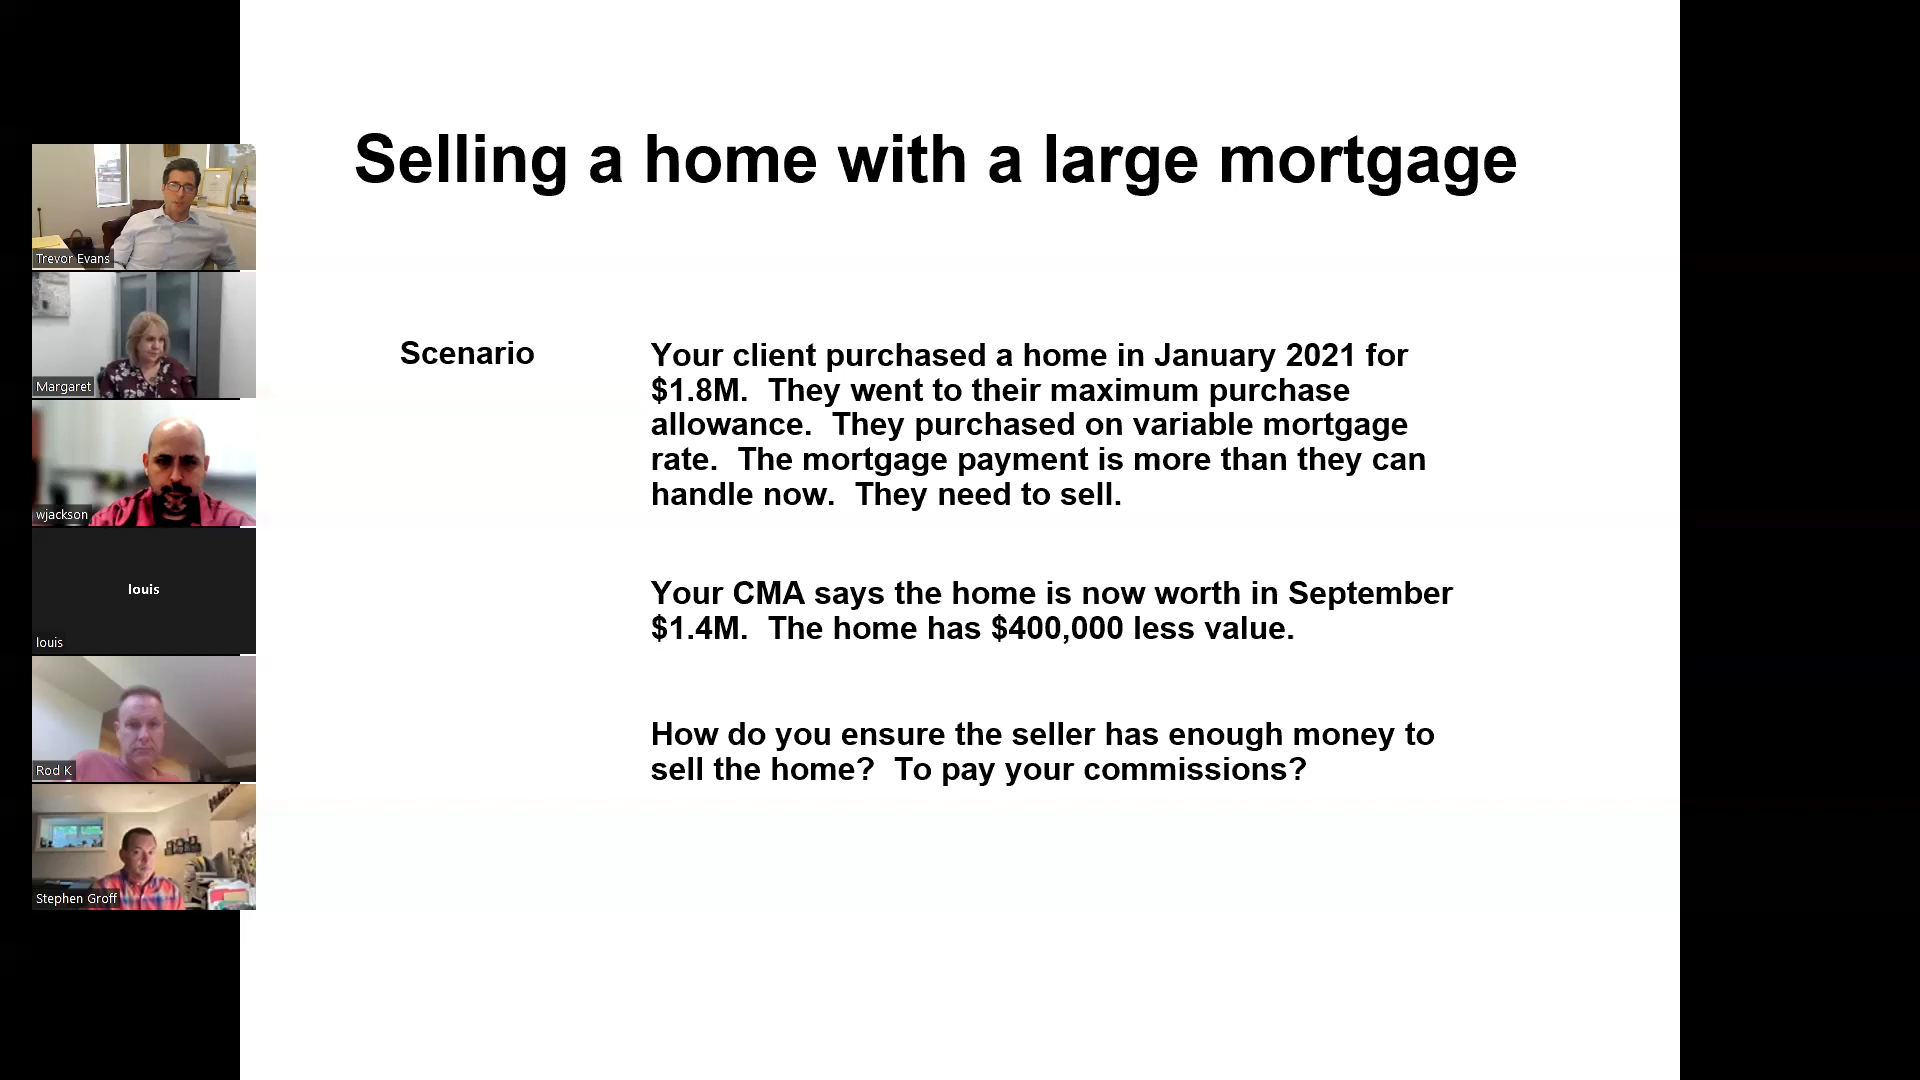 Selling a home with a large mortgage
Scenario
Your client purchased a home in January 2021 for
$1.8M.  They went to their maximum purchase
allowance.  They purchased on variable mortgage
rate.  The mortgage payment is more than they can
handle now.  They need to sell.
Your CMA says the home is now worth in September
$1.4M.  The home has $400,000 less value.
How do you ensure the seller has enough money to
sell the home?  To pay your commissions?
Trevor Evans
Margaret
wjackson
louis
louis
Rod K
Stephen Groff